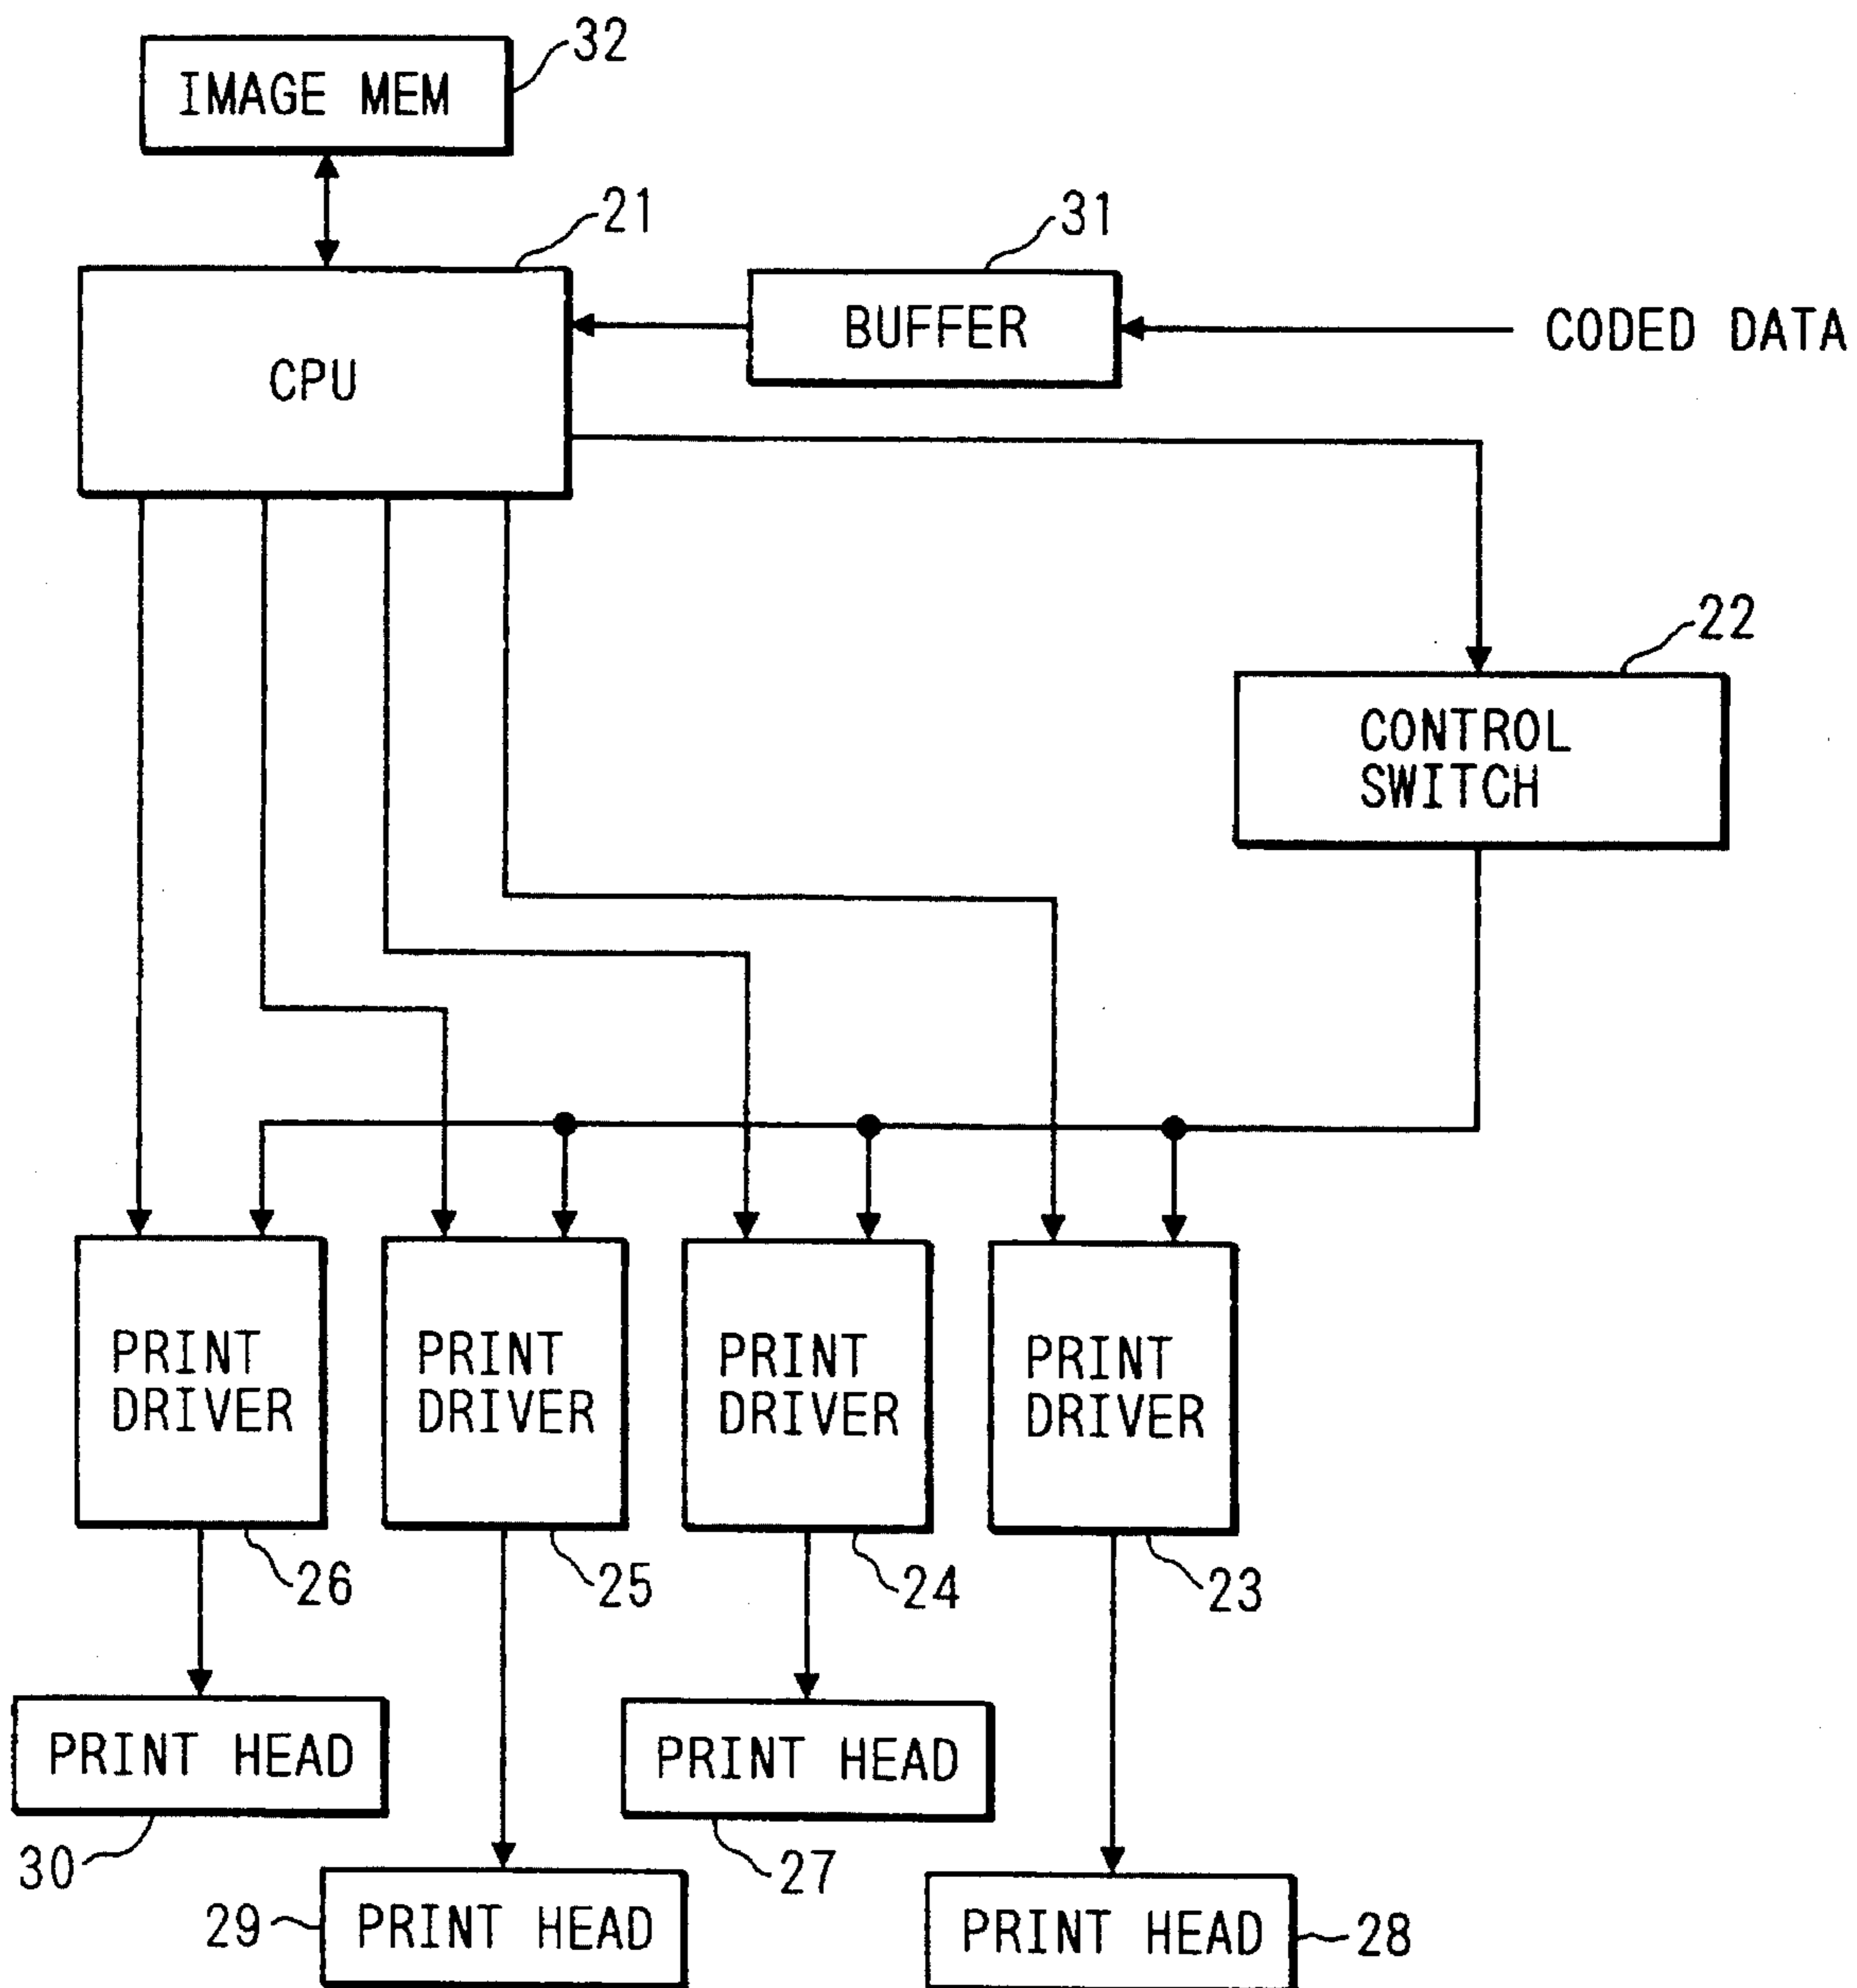 32
IMAGE MEM
21
31
BUFFER
CODED DATA
CPU
22
CONTROL
SWITCH
PRINT
DRIVER
PRINT
DRIVER
PRINT
DRIVER
PRINT
DRIVER
26
25
24
23
PRINT HEAD
PRINT HEAD
30
27
29
PRINT HEAD
PRINT HEAD
28